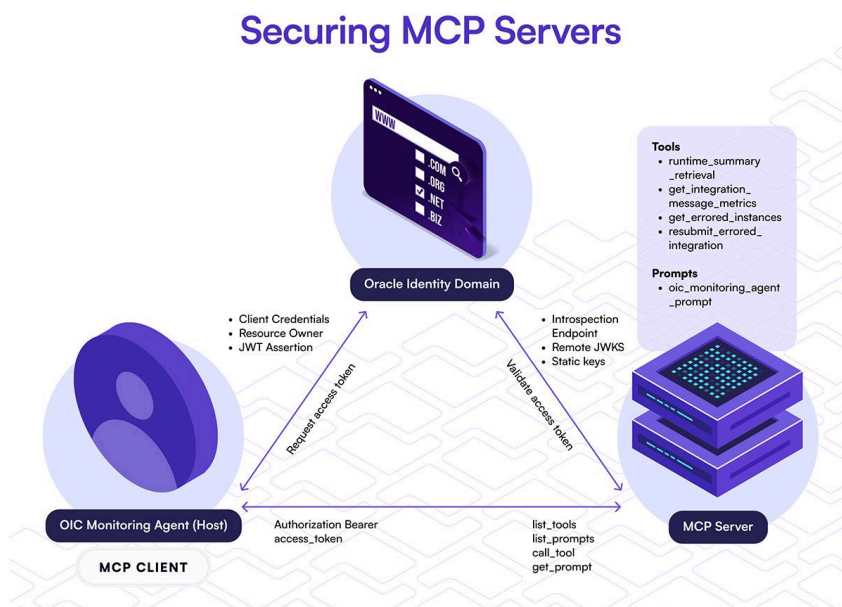 Securing MCP Servers
WWW
.COM
.ORG
.NET
.BIZ
Oracle Identity Domain
Tools
• runtime_summary
_retrieval
• get_integration_
message_metrics
• get_errored_instances
• resubmit_errored_
integration
Prompts
• oic_monitoring_agent
_prompt
• Client Credentials
• Resource Owner
• JWT Assertion
Request access token
• Introspection
Endpoint
• Remote JWKS
• Static keys
Validate access token
OIC Monitoring Agent (Host)
MCP CLIENT
Authorization Bearer
access_token
list_tools
list_prompts
call_tool
get_prompt
MCP Server